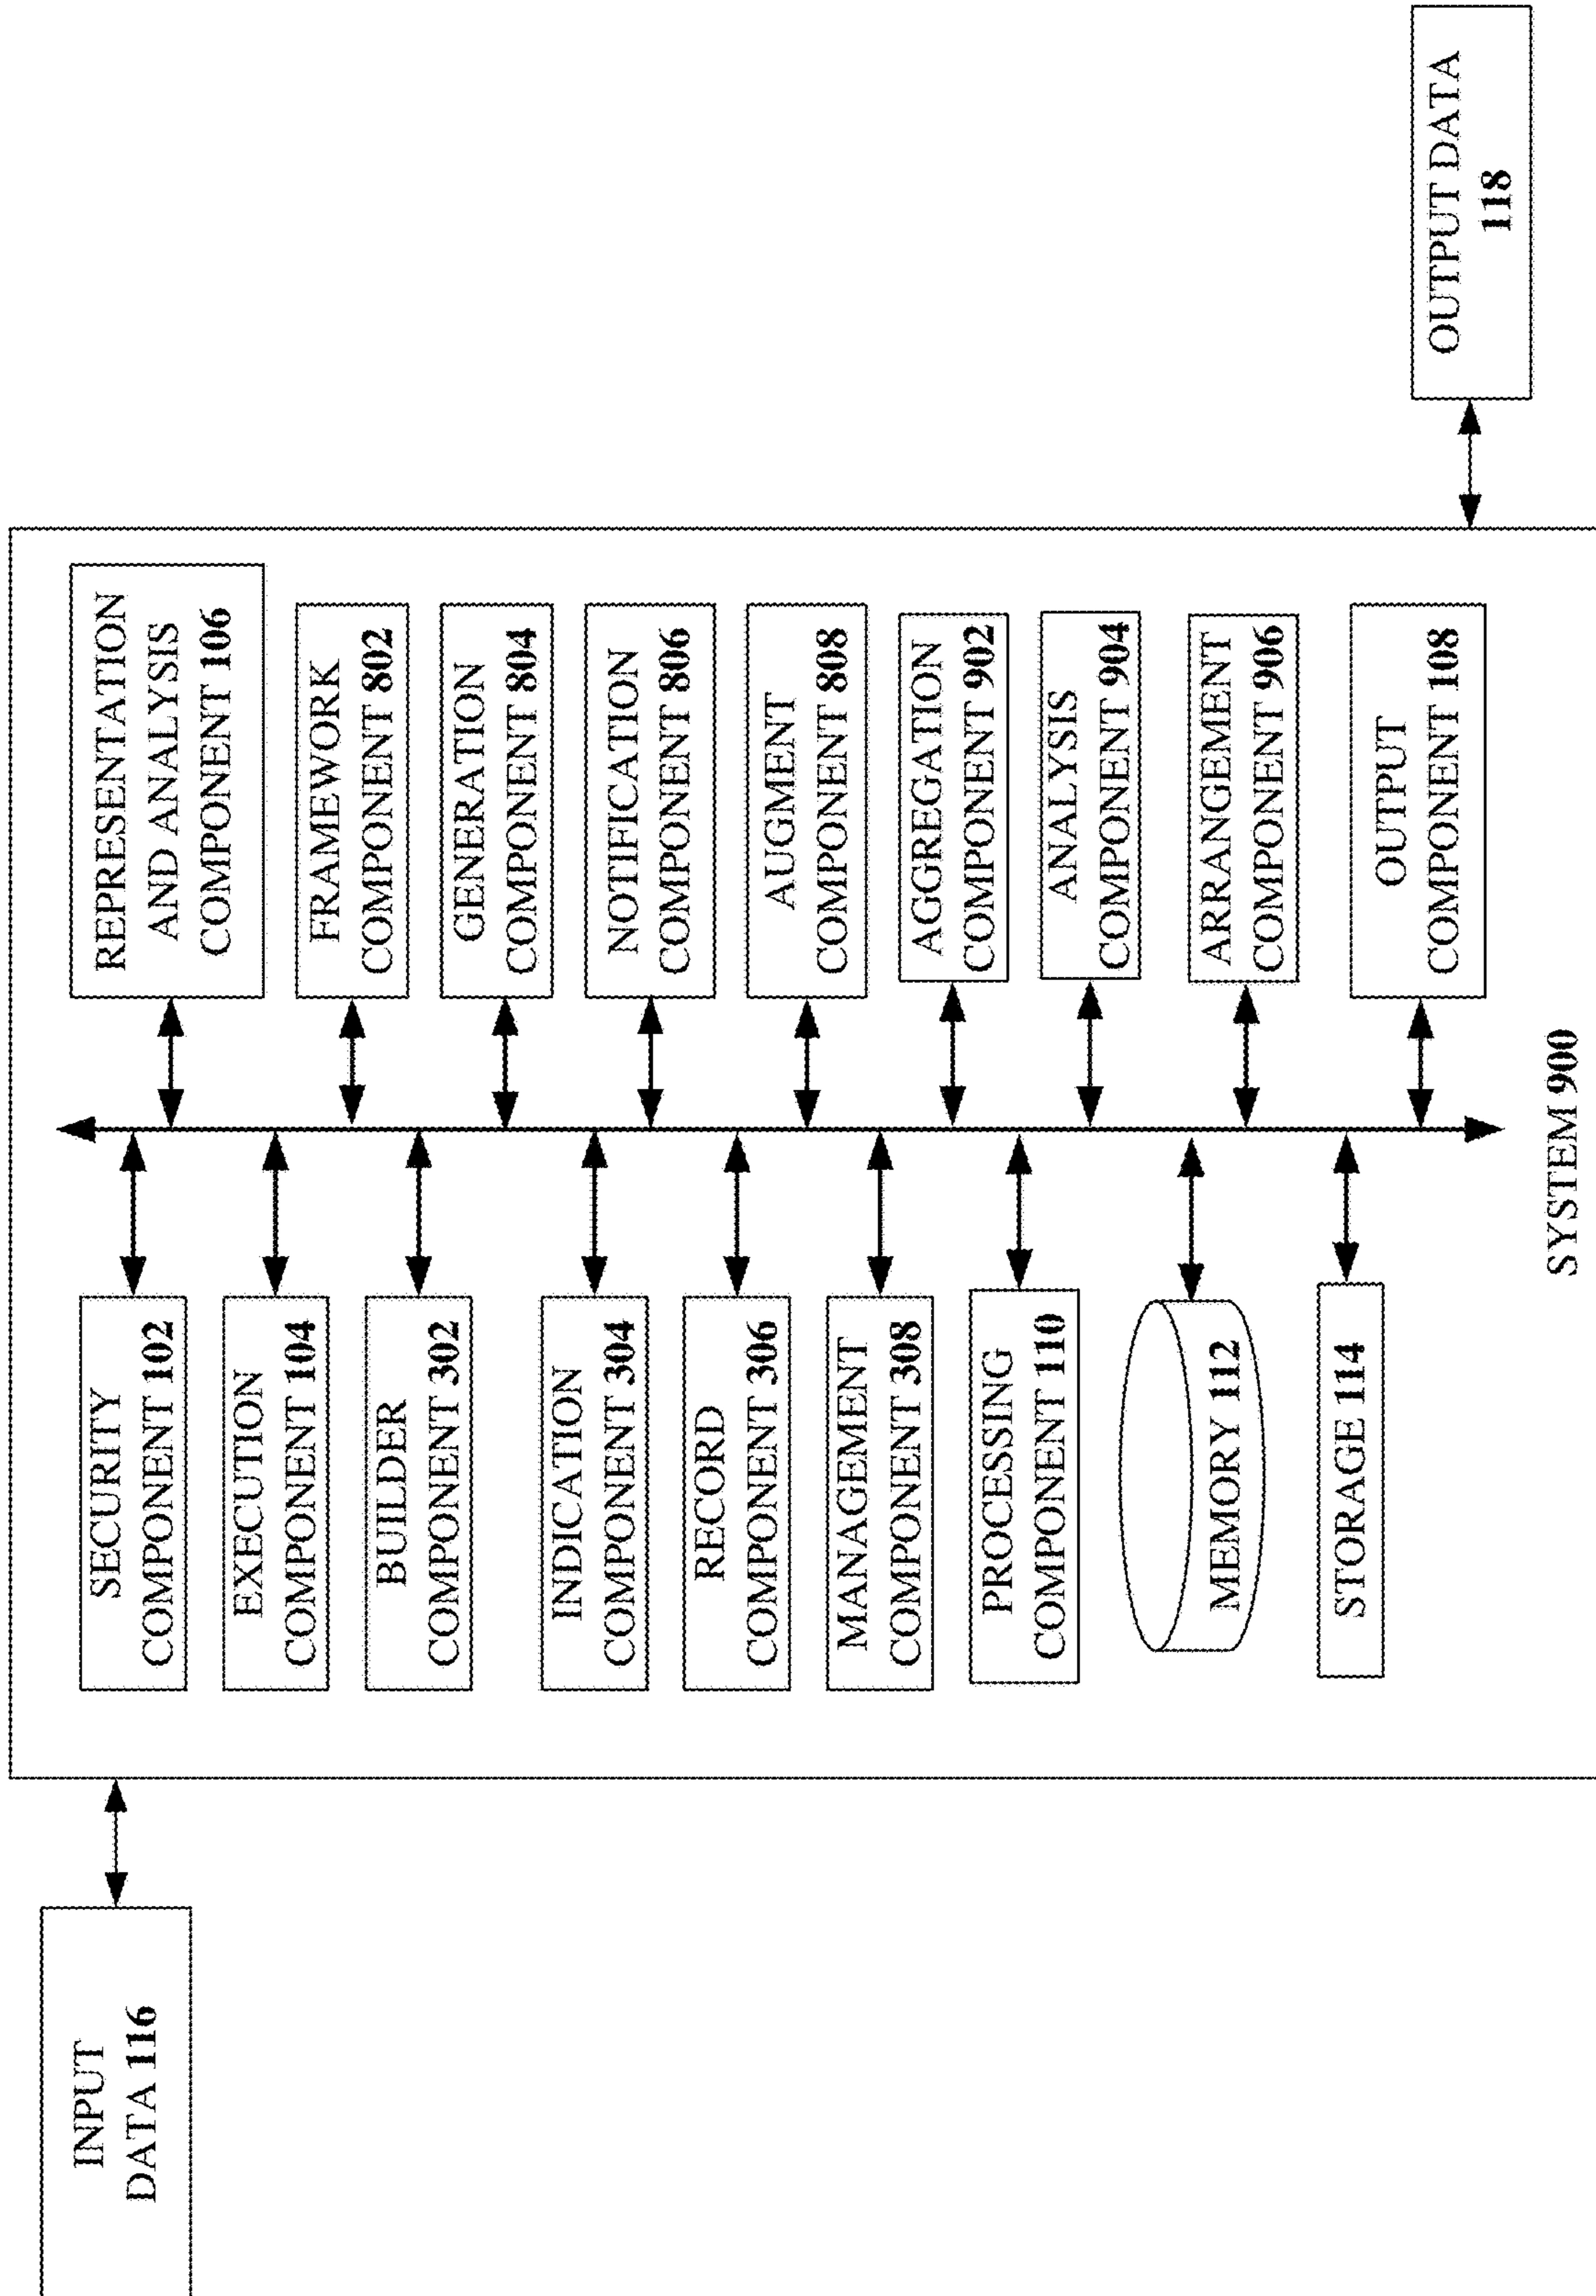 INPUT
DATA 116
SECURITY
COMPONENT 102
EXECUTION
COMPONENT 104
BUILDER
COMPONENT 302
INDICATION
COMPONENT 304
RECORD
COMPONENT 306
MANAGEMENT
COMPONENT 308
PROCESSING
COMPONENT 110
MEMORY 112
STORAGE 114
REPRESENTATION
AND ANALYSIS
COMPONENT 106
FRAMEWORK
COMPONENT 802
GENERATION
COMPONENT 804
NOTIFICATION
COMPONENT 806
AUGMENT
COMPONENT 808
AGGREGATION
COMPONENT 902
ANALYSIS
COMPONENT 904
ARRANGEMENT
COMPONENT 906
OUTPUT
COMPONENT 108
SYSTEM 900
OUTPUT DATA
118